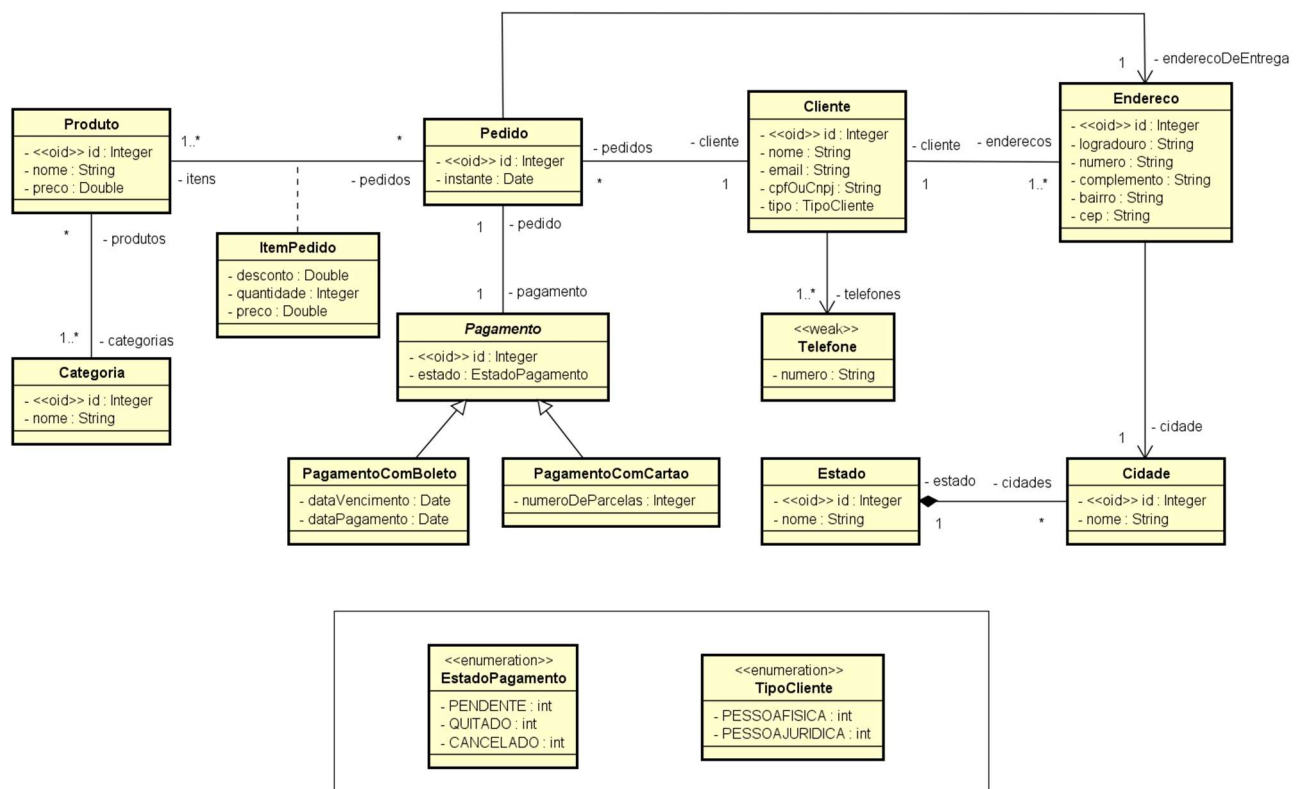 1
- enderecoDeEntrega
Produto
- <<oid>> id : Integer
- nome : String
- preco : Double
1..*
- itens
*
- pedidos
Pedido
- <<oid>> id : Integer
- instante : Date
- pedidos
*
- cliente
1
Cliente
- <<oid>> id : Integer
- nome : String
- email : String
- cpfOuCnpj : String
- tipo : TipoCliente
- cliente
1
- enderecos
1..*
Endereco
- <<oid>> id : Integer
- logradouro : String
- numero : String
- complemento : String
- bairro : String
- cep : String
*
- produtos
ItemPedido
- desconto : Double
- quantidade : Integer
- preco : Double
1
- pedido
1
- pagamento
1..*
- telefones
1..*
- categorias
Categoria
- <<oid>> id : Integer
- nome : String
Pagamento
- <<oid>> id : Integer
- estado : EstadoPagamento
<<weak>>
Telefone
- numero : String
1
- cidade
PagamentoComBoleto
- dataVencimento : Date
- dataPagamento : Date
PagamentoComCartao
- numeroDeParcelas : Integer
Estado
- <<oid>> id : Integer
- nome : String
- estado
1
- cidades
*
Cidade
- <<oid>> id : Integer
- nome : String
<<enumeration>>
EstadoPagamento
- PENDENTE : int
- QUITADO : int
- CANCELADO : int
<<enumeration>>
TipoCliente
- PESSOAFISICA : int
- PESSOAJURIDICA : int